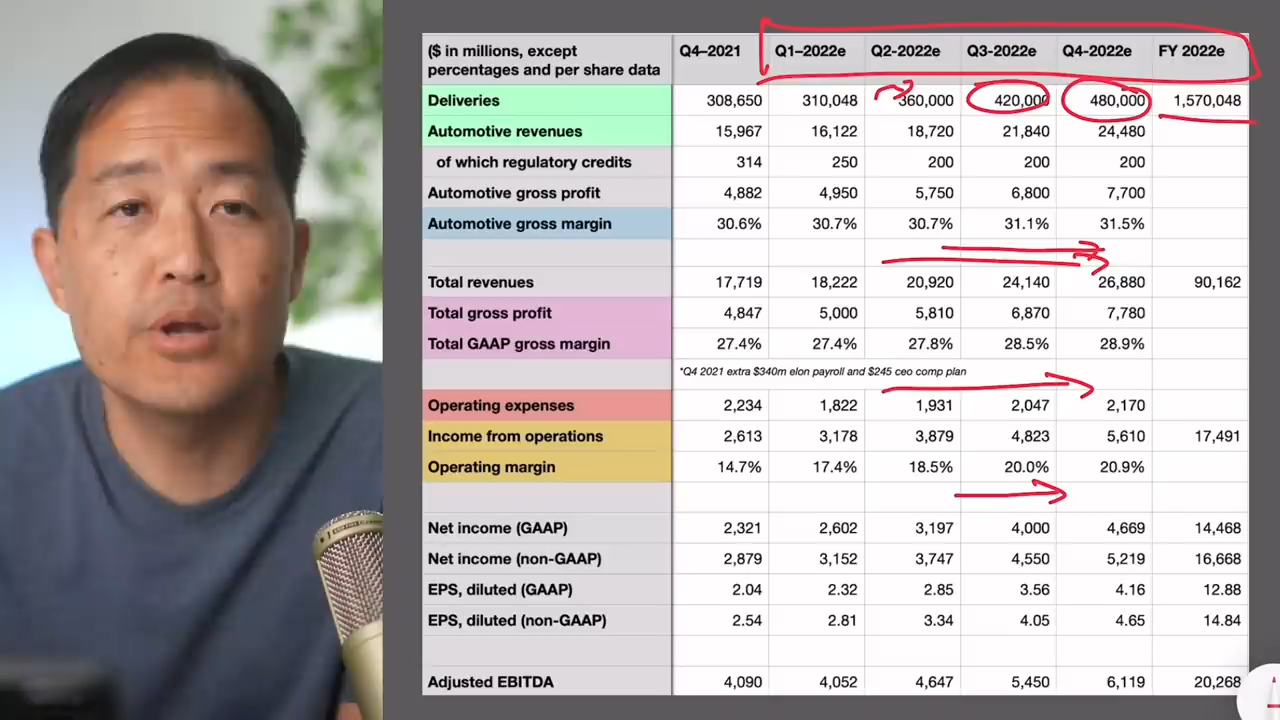 ($ in millions, except percentages and per share data Q4–2021 Q1–2022e Q2-2022e Q3-2022e Q4-2022e FY 2022e
Deliveries 308,650 310,048 360,000 420,000 480,000 1,570,048
Automotive revenues 15,967 16,122 18,720 21,840 24,480
of which regulatory credits 314 250 200 200 200
Automotive gross profit 4,882 4,950 5,750 6,800 7,700
Automotive gross margin 30.6% 30.7% 30.7% 31.1% 31.5%
Total revenues 17,719 18,222 20,920 24,140 26,880 90,162
Total gross profit 4,847 5,000 5,810 6,870 7,780
Total GAAP gross margin 27.4% 27.4% 27.8% 28.5% 28.9%
*Q4 2021 extra $340m elon payroll and $245 ceo comp plan
Operating expenses 2,234 1,822 1,931 2,047 2,170
Income from operations 2,613 3,178 3,879 4,823 5,610 17,491
Operating margin 14.7% 17.4% 18.5% 20.0% 20.9%
Net income (GAAP) 2,321 2,602 3,197 4,000 4,669 14,468
Net income (non-GAAP) 2,879 3,152 3,747 4,550 5,219 16,668
EPS, diluted (GAAP) 2.04 2.32 2.85 3.56 4.16 12.88
EPS, diluted (non-GAAP) 2.54 2.81 3.34 4.05 4.65 14.84
Adjusted EBITDA 4,090 4,052 4,647 5,450 6,119 20,268